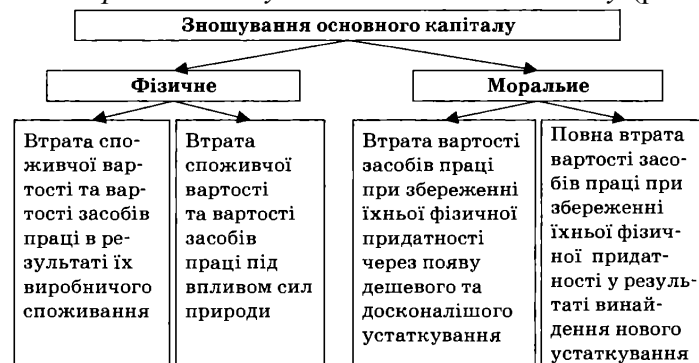 Зношування основного капіталу
Фізичне
Моральне
Втрата спо-
живчої вар-
тості та вар-
тості засобів
праці в ре-
зультаті їх
виробничого
споживання
Втрата
споживчої
вартості
та вартості
засобів
праці під
впливом сил
природи
Втрата вартості
засобів праці
при збереженні
їхньої фізичної
придатності
через появу
дешевого та
досконалішого
устаткування
Повна втрата
вартості засо-
бів праці при
збереженні
їхньої фізич-
ної придат-
ності у резуль-
таті винай-
дення нового
устаткування